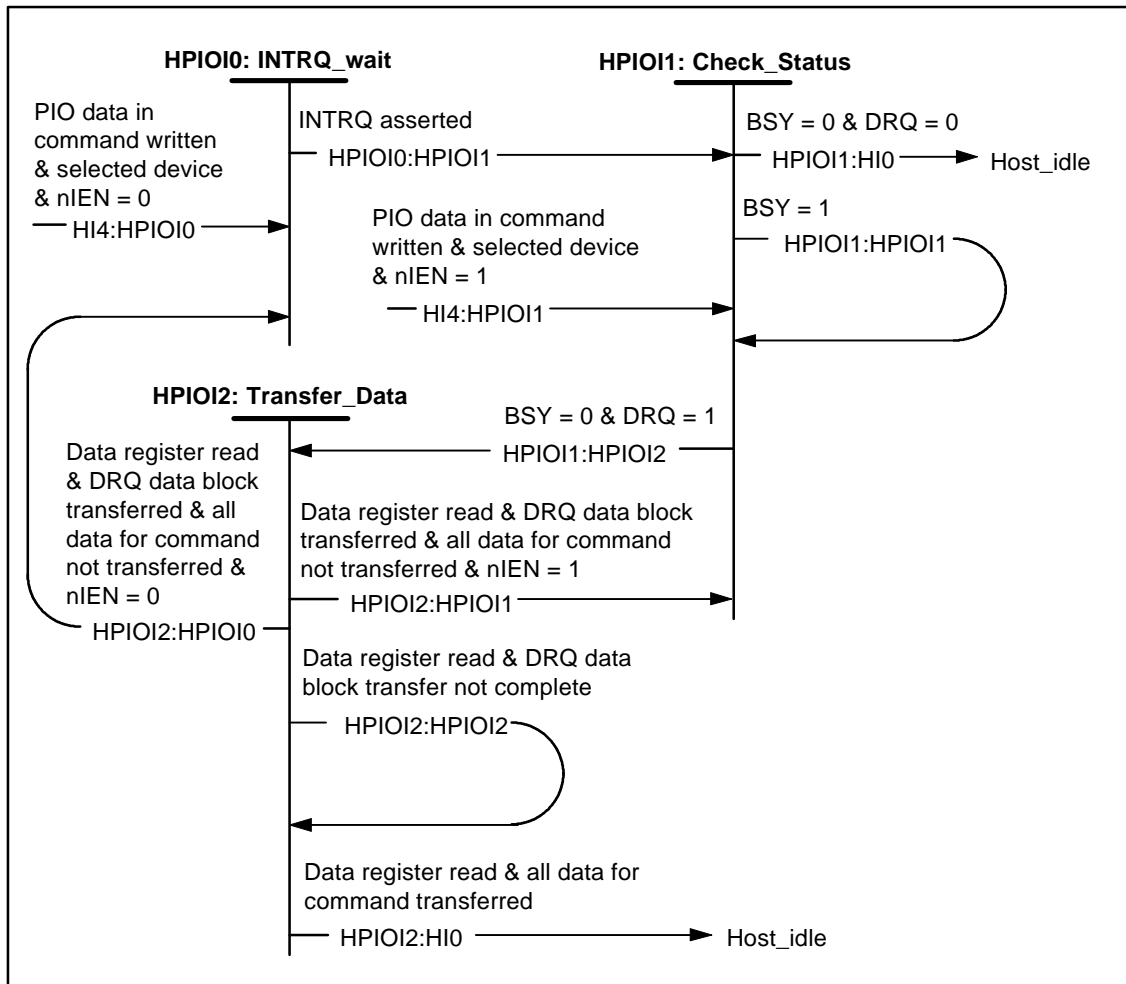 HPIOI0: INTRQ_wait
HPIOI1: Check_Status
PIO data in
command written
& selected device
& nIEN = 0
HI4:HPIOI0
INTRQ asserted
HPIOI0:HPIOI1
BSY = 0 & DRQ = 0
HPIOI1:HI0
Host_idle
BSY = 1
HPIOI1:HPIOI1
PIO data in command
written & selected device
& nIEN = 1
HI4:HPIOI1
HPIOI2: Transfer_Data
BSY = 0 & DRQ = 1
HPIOI1:HPIOI2
Data register read
& DRQ data block
transferred & all
data for command
not transferred &
nIEN = 0
HPIOI2:HPIOI0
Data register read & DRQ data block
transferred & all data for command
not transferred & nIEN = 1
HPIOI2:HPIOI1
Data register read & DRQ data
block transfer not complete
HPIOI2:HPIOI2
Data register read & all data for
command transferred
HPIOI2:HI0
Host_idle